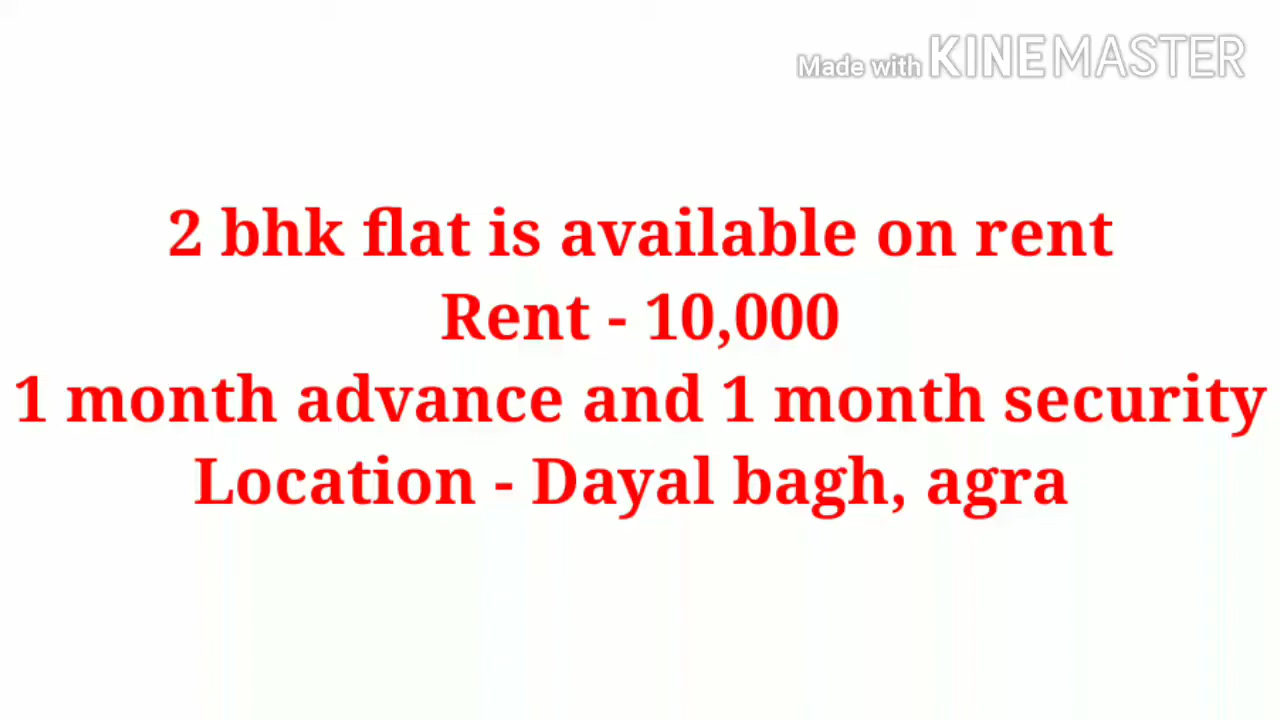 Made with KINEMASTER
2 bhk flat is available on rent
Rent - 10,000
1 month advance and 1 month security
Location - Dayal bagh, agra